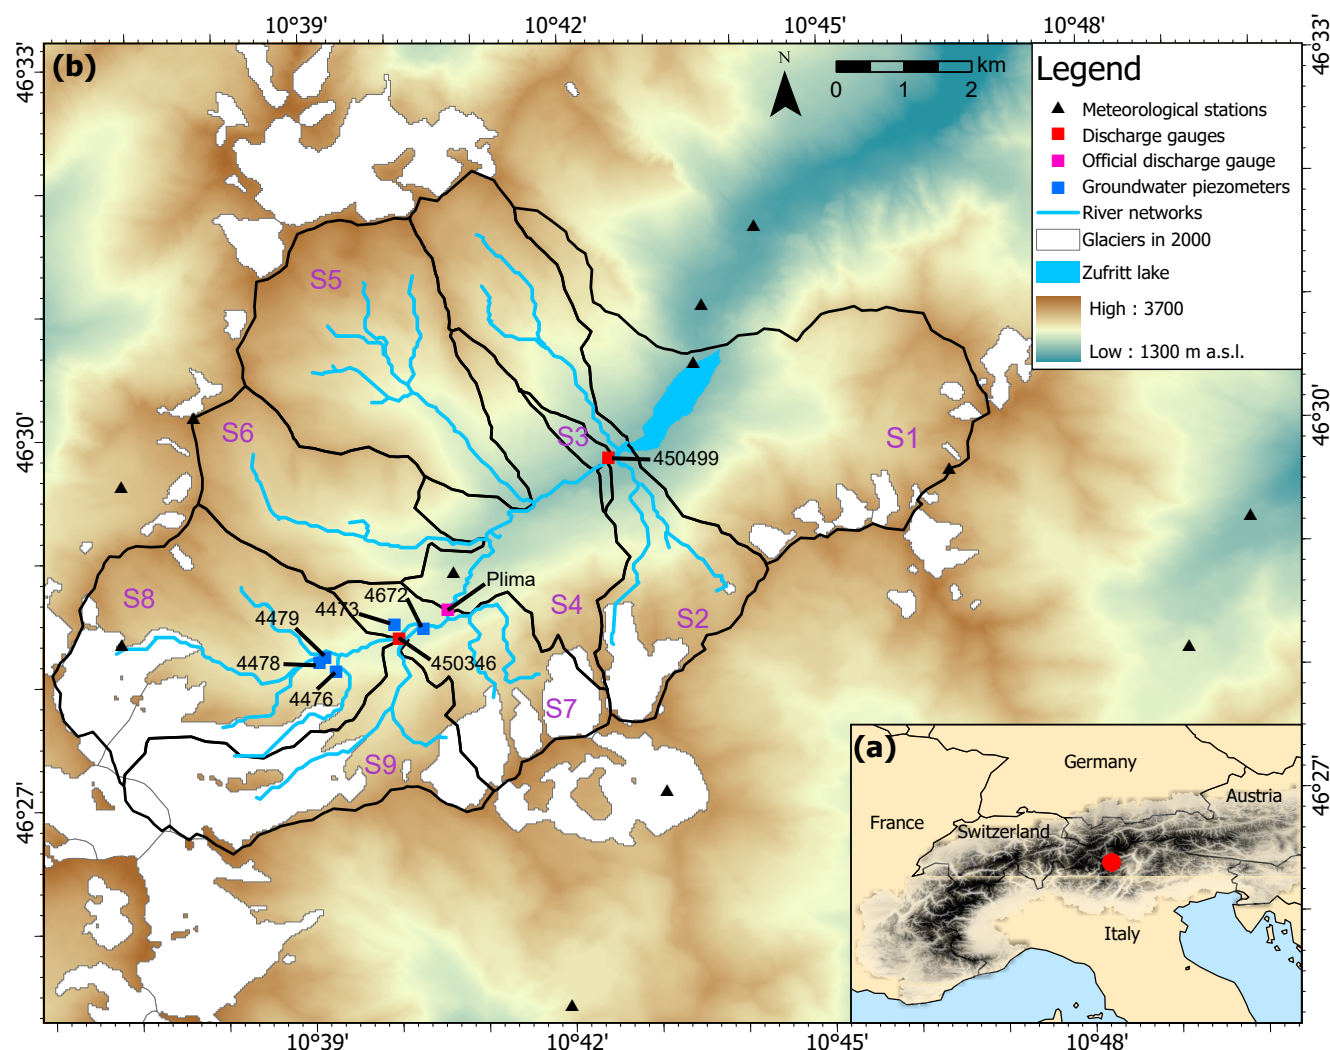 10°39' 10°42' 10°45' 10°48'
46°33' 46°33'
(b)
N
km
0 1 2
Legend
Meteorological stations
Discharge gauges
Official discharge gauge
Groundwater piezometers
River networks
Glaciers in 2000
Zufritt lake
High : 3700
Low : 1300 m a.s.l.
S5
S6
S3
S1
450499
46°30' 46°30'
Plima
4672
4473
S8
S4
S2
4479
4478
450346
4476
S7
S9
46°27' 46°27'
(a)
Germany
Austria
France
Switzerland
Italy
10°39' 10°42' 10°45' 10°48'